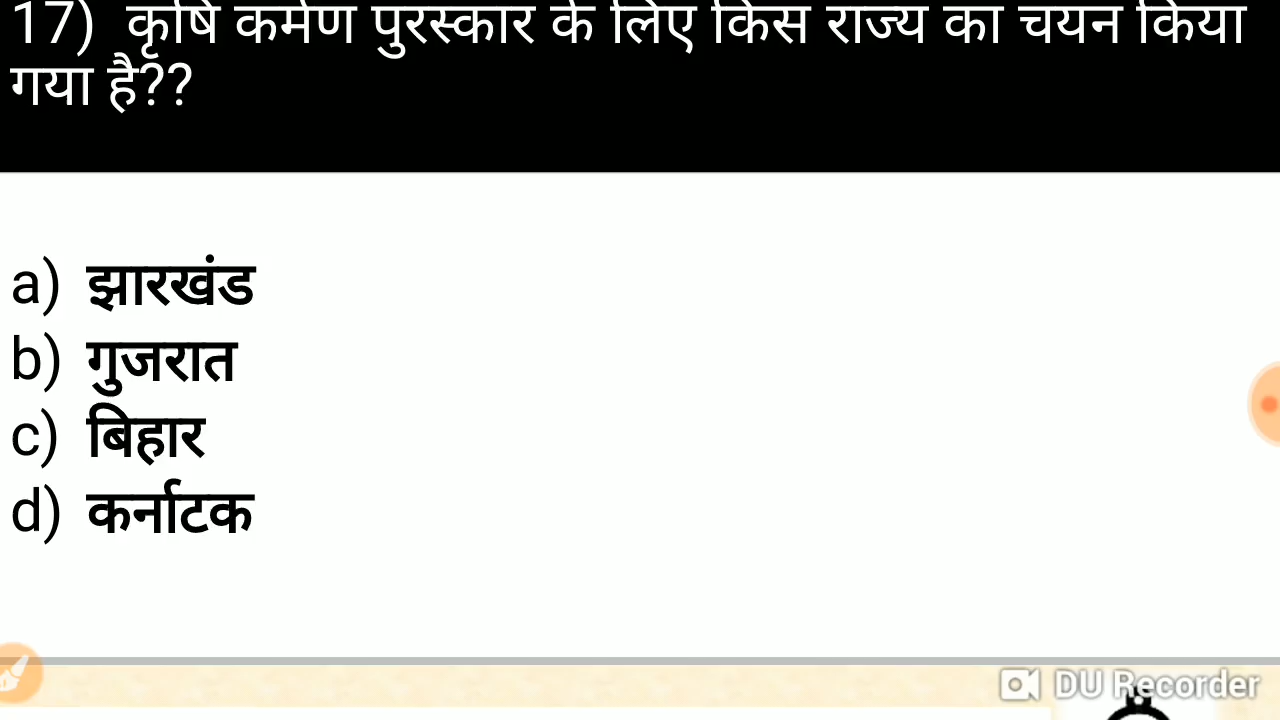 17) कृषि कर्मण पुरस्कार के लिए किस राज्य का चयन किया
गया है??
a) झारखंड
b) गुजरात
c) बिहार
d) कर्नाटक
DU Recorder